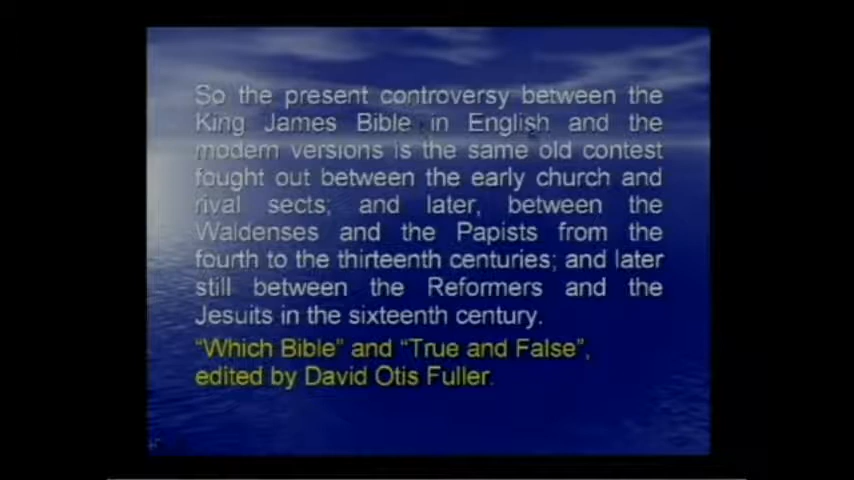 So the present controversy between the
King James Bible in English and the
modern versions is the same old contest
fought out between the early church and
rival sects; and later, between the
Waldenses and the Papists from the
fourth to the thirteenth centuries; and later
still between the Reformers and the
Jesuits in the sixteenth century.
“Which Bible” and “True and False”,
edited by David Otis Fuller.